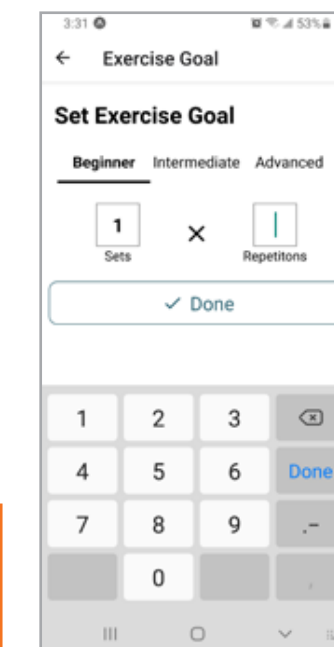 3:31 53%
← Exercise Goal
Set Exercise Goal
Beginner Intermediate Advanced
1 × 
Sets Repetitons
✓ Done
1 2 3
4 5 6 Done
7 8 9 .-
0 ,